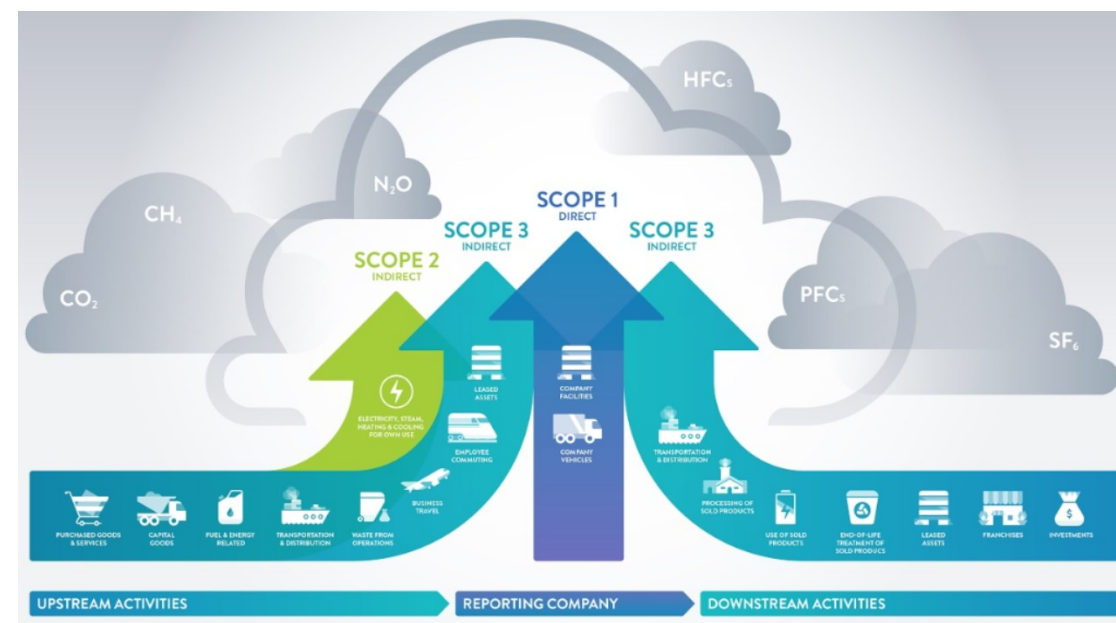 HFCs
N₂O
CH₄
CO₂
PFCs
SF₆
SCOPE 1
DIRECT
SCOPE 3
INDIRECT
SCOPE 3
INDIRECT
SCOPE 2
INDIRECT
ELECTRICITY, STEAM,
HEATING & COOLING
FOR OWN USE
LEASED
ASSETS
EMPLOYEE
COMMUTING
BUSINESS
TRAVEL
COMPANY
FACILITIES
COMPANY
VEHICLES
TRANSPORTATION
& DISTRIBUTION
PROCESSING OF
SOLD PRODUCTS
PURCHASED GOODS
& SERVICES
CAPITAL
GOODS
FUEL & ENERGY
RELATED
TRANSPORTATION
& DISTRIBUTION
WASTE FROM
OPERATIONS
USE OF SOLD
PRODUCTS
END-OF-LIFE
TREATMENT OF
SOLD PRODUCS
LEASED
ASSETS
FRANCHISES
$
INVESTMENTS
UPSTREAM ACTIVITIES
REPORTING COMPANY
DOWNSTREAM ACTIVITIES